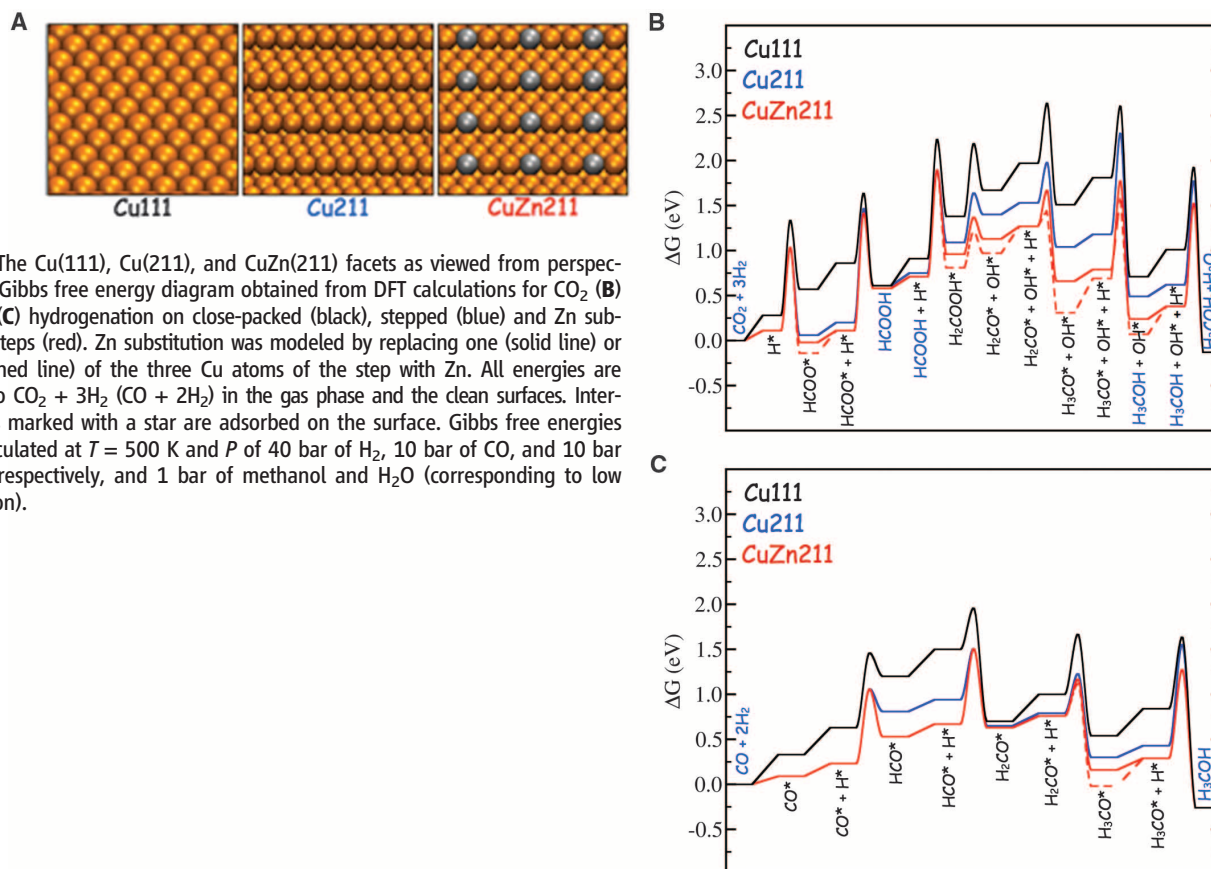 A
Cu111
Cu211
CuZn211
The Cu(111), Cu(211), and CuZn(211) facets as viewed from perspec-
Gibbs free energy diagram obtained from DFT calculations for CO₂ (B)
(C) hydrogenation on close-packed (black), stepped (blue) and Zn sub-
teps (red). Zn substitution was modeled by replacing one (solid line) or
hed line) of the three Cu atoms of the step with Zn. All energies are
o CO₂ + 3H₂ (CO + 2H₂) in the gas phase and the clean surfaces. Inter-
marked with a star are adsorbed on the surface. Gibbs free energies
culated at T = 500 K and P of 40 bar of H₂, 10 bar of CO, and 10 bar
respectively, and 1 bar of methanol and H₂O (corresponding to low
on).
B
Cu111
Cu211
CuZn211
ΔG (eV)
3.0
2.5
2.0
1.5
1.0
0.5
0.0
-0.5
CO₂ + 3H₂
H*
HCOO*
HCOO* + H*
HCOOH
HCOOH + H*
H₂COOH*
H₂CO* + OH*
H₂CO* + OH* + H*
H₃CO* + OH*
H₃CO* + OH* + H*
H₃COH + OH*
H₃COH + OH* + H*
H₃COH +H₂O
C
Cu111
Cu211
CuZn211
ΔG (eV)
3.0
2.5
2.0
1.5
1.0
0.5
0.0
-0.5
CO + 2H₂
CO*
CO* + H*
HCO*
HCO* + H*
H₂CO*
H₂CO* + H*
H₃CO*
H₃CO* + H*
H₃COH